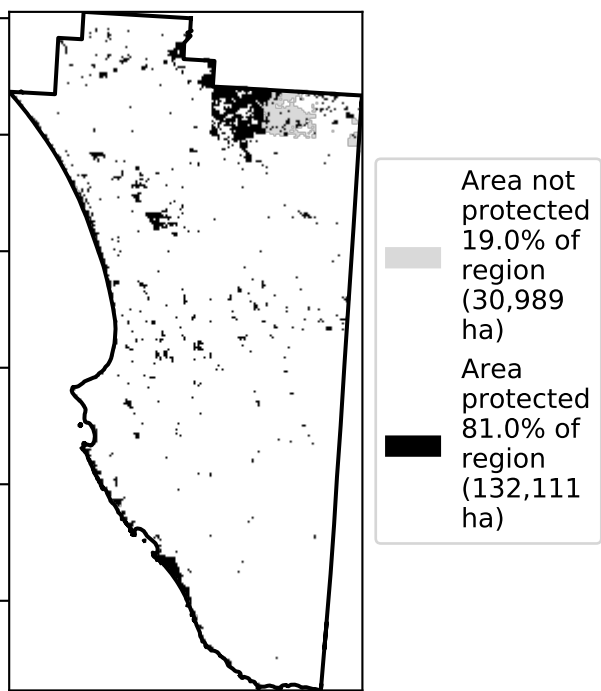 Area not
protected
19.0% of
region
(30,989
ha)
Area
protected
81.0% of
region
(132,111
ha)